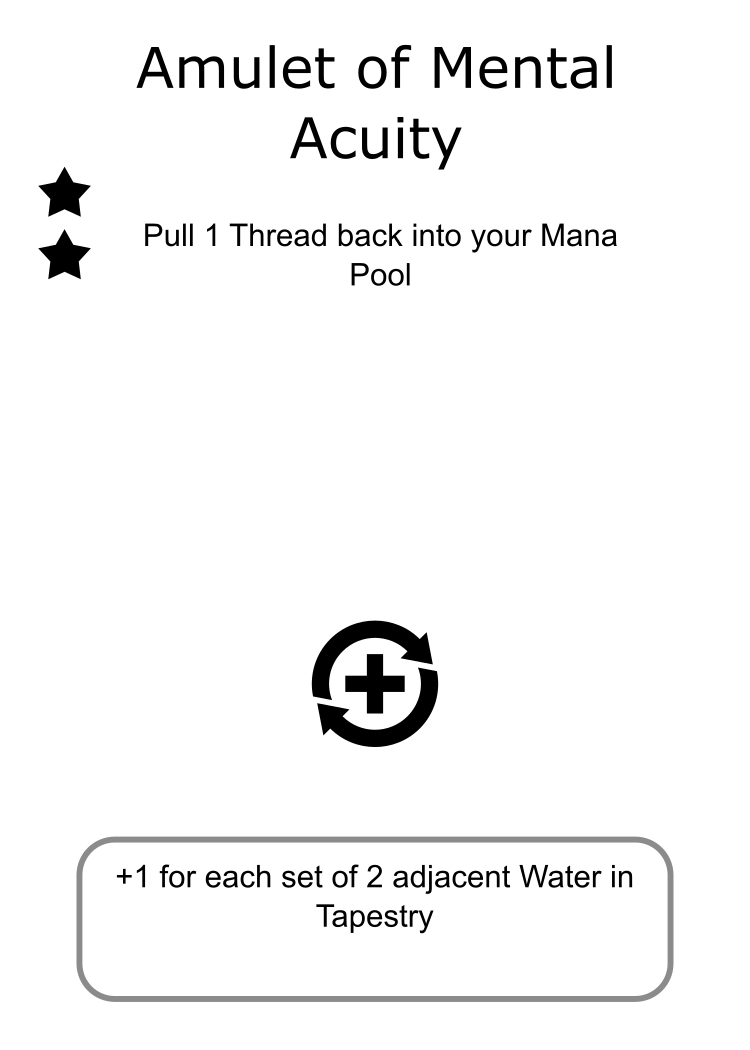 Amulet of Mental
Acuity
Pull 1 Thread back into your Mana
Pool
+1 for each set of 2 adjacent Water in
Tapestry